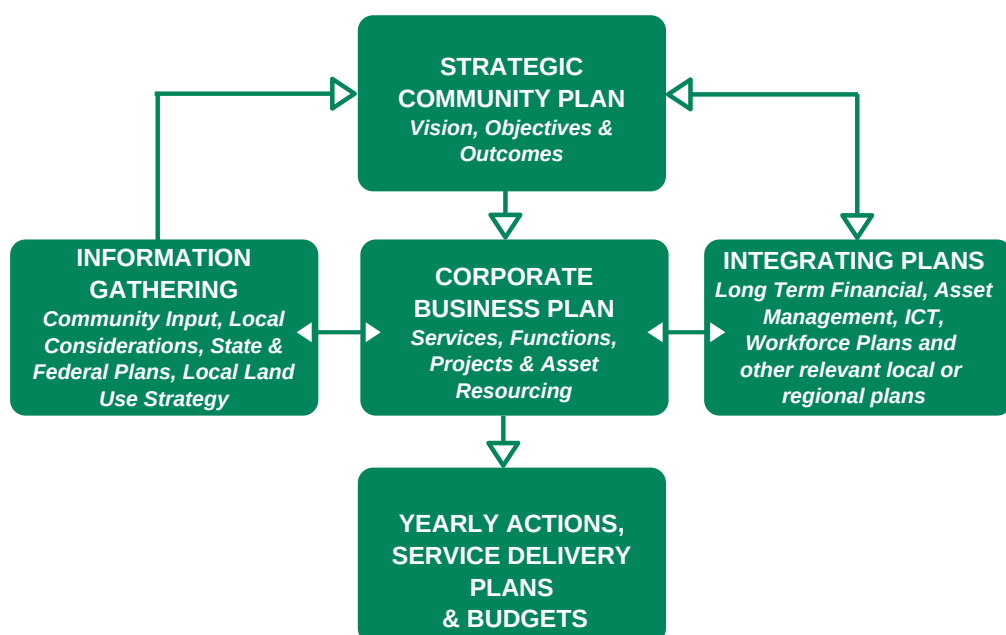 STRATEGIC
COMMUNITY PLAN
Vision, Objectives &
Outcomes
INFORMATION
GATHERING
Community Input, Local
Considerations, State &
Federal Plans, Local Land
Use Strategy
CORPORATE
BUSINESS PLAN
Services, Functions,
Projects & Asset
Resourcing
INTEGRATING PLANS
Long Term Financial, Asset
Management, ICT,
Workforce Plans and
other relevant local or
regional plans
YEARLY ACTIONS,
SERVICE DELIVERY
PLANS
& BUDGETS